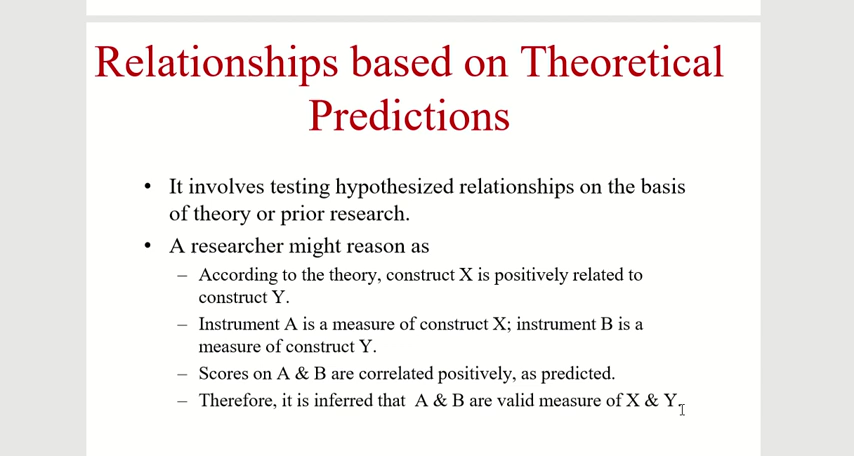 Relationships based on Theoretical
Predictions
• It involves testing hypothesized relationships on the basis
of theory or prior research.
• A researcher might reason as
– According to the theory, construct X is positively related to
construct Y.
– Instrument A is a measure of construct X; instrument B is a
measure of construct Y.
– Scores on A & B are correlated positively, as predicted.
– Therefore, it is inferred that A & B are valid measure of X & Y.